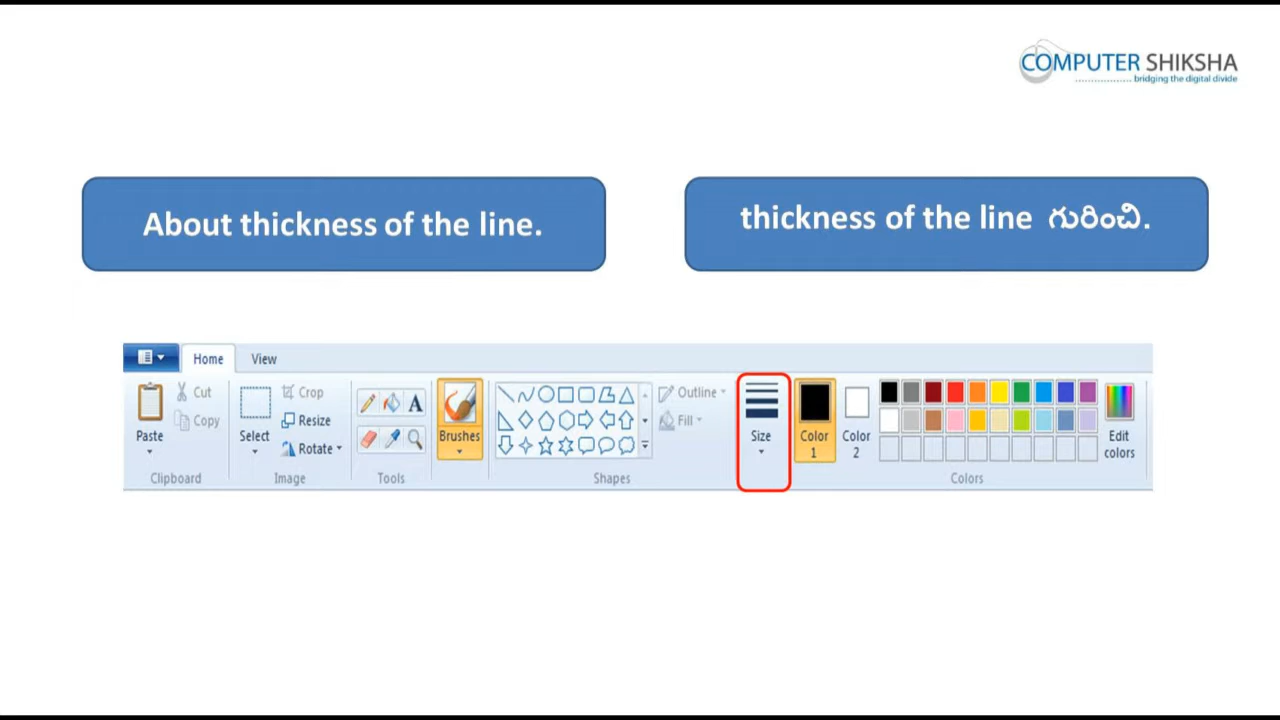 COMPUTER SHIKSHA
bridging the digital divide
About thickness of the line.
thickness of the line గురించి.
Home View
Cut
Copy
Paste
Clipboard
Select
Crop
Resize
Rotate
Image
A
Tools
Brushes
Shapes
Outline
Fill
Size
Color
1
Color
2
Edit
colors
Colors